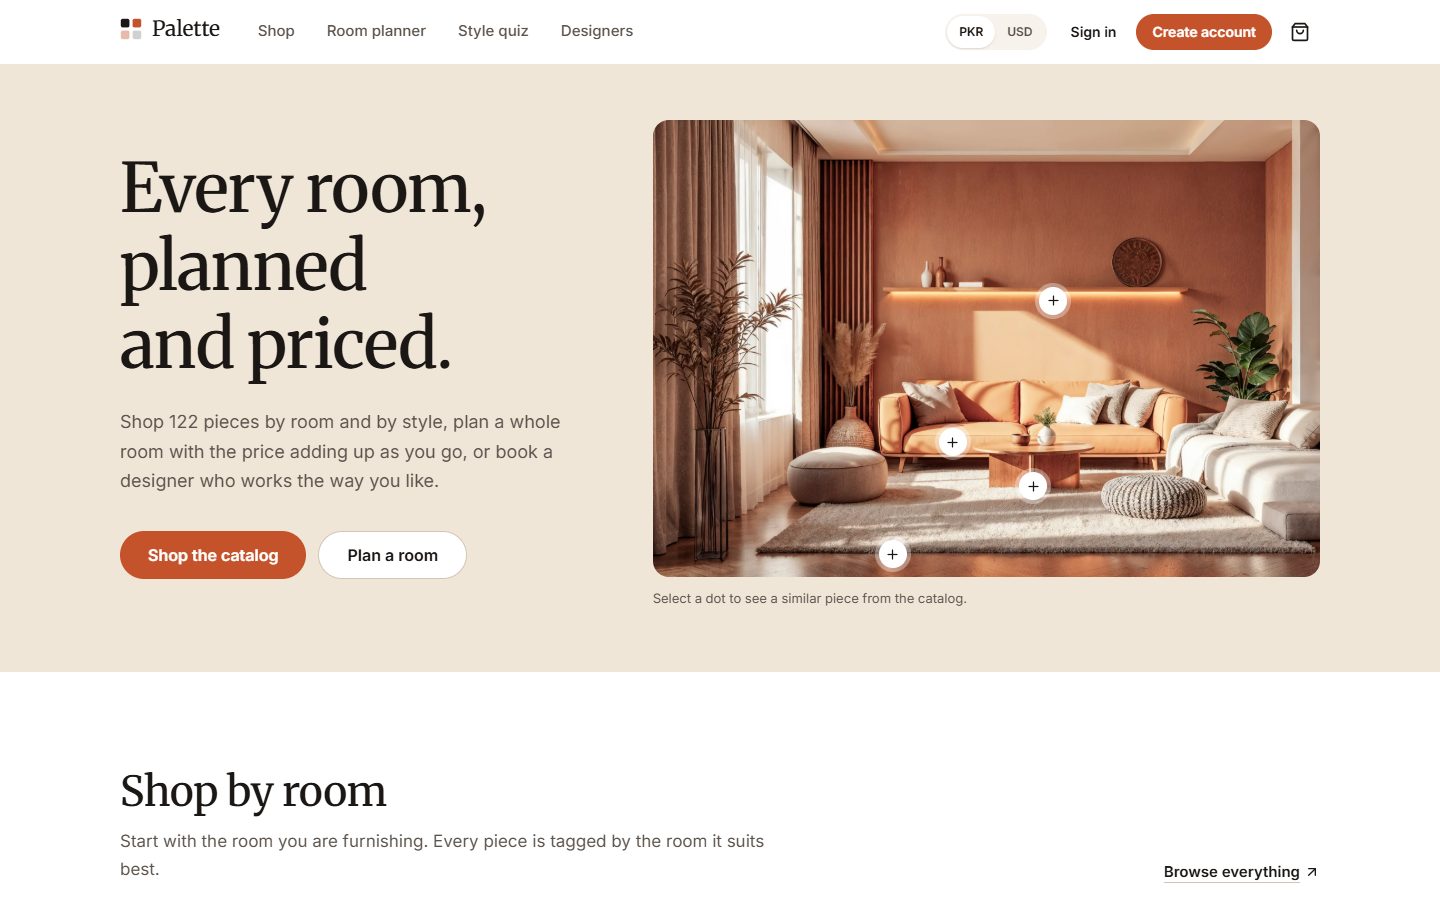 Palette
Shop
Room planner
Style quiz
Designers
PKR
USD
Sign in
Create account
Every room,
planned
and priced.
Shop 122 pieces by room and by style, plan a whole
room with the price adding up as you go, or book a
designer who works the way you like.
Shop the catalog
Plan a room
Select a dot to see a similar piece from the catalog.
Shop by room
Start with the room you are furnishing. Every piece is tagged by the room it suits
best.
Browse everything